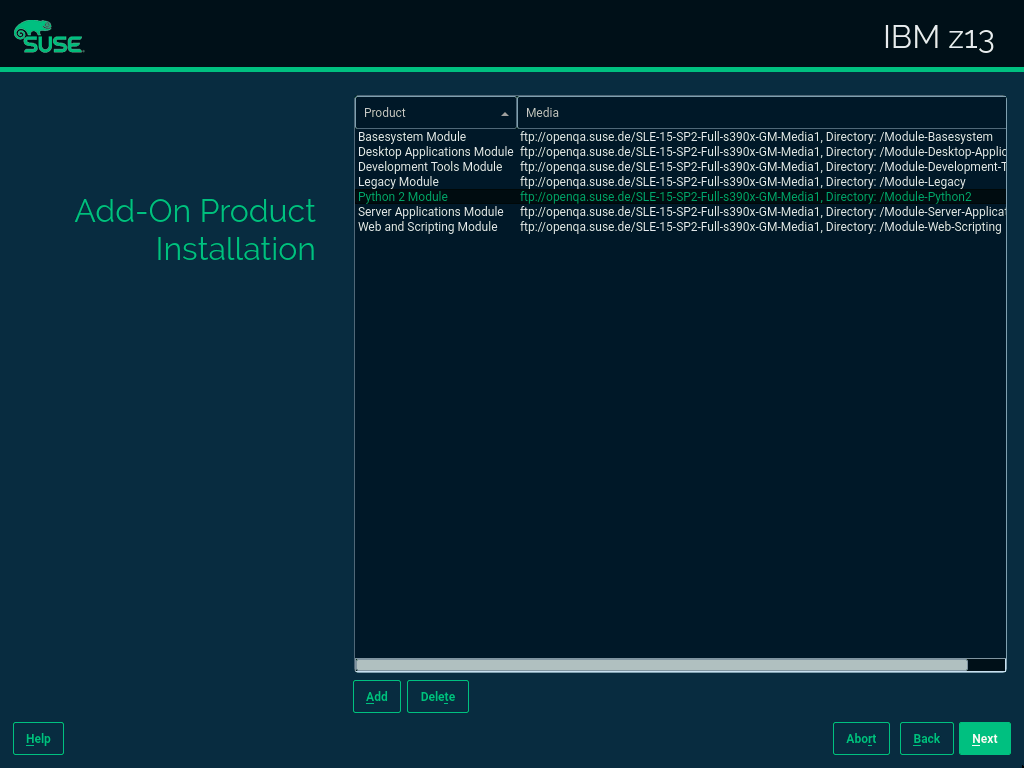 SUSE
IBM z13
Add-On Product
Installation
Product Media
Basesystem Module ftp://openqa.suse.de/SLE-15-SP2-Full-s390x-GM-Media1, Directory: /Module-Basesystem
Desktop Applications Module ftp://openqa.suse.de/SLE-15-SP2-Full-s390x-GM-Media1, Directory: /Module-Desktop-Applic
Development Tools Module ftp://openqa.suse.de/SLE-15-SP2-Full-s390x-GM-Media1, Directory: /Module-Development-T
Legacy Module ftp://openqa.suse.de/SLE-15-SP2-Full-s390x-GM-Media1, Directory: /Module-Legacy
Python 2 Module ftp://openqa.suse.de/SLE-15-SP2-Full-s390x-GM-Media1, Directory: /Module-Python2
Server Applications Module ftp://openqa.suse.de/SLE-15-SP2-Full-s390x-GM-Media1, Directory: /Module-Server-Applicat
Web and Scripting Module ftp://openqa.suse.de/SLE-15-SP2-Full-s390x-GM-Media1, Directory: /Module-Web-Scripting
Add Delete
Help Abort Back Next